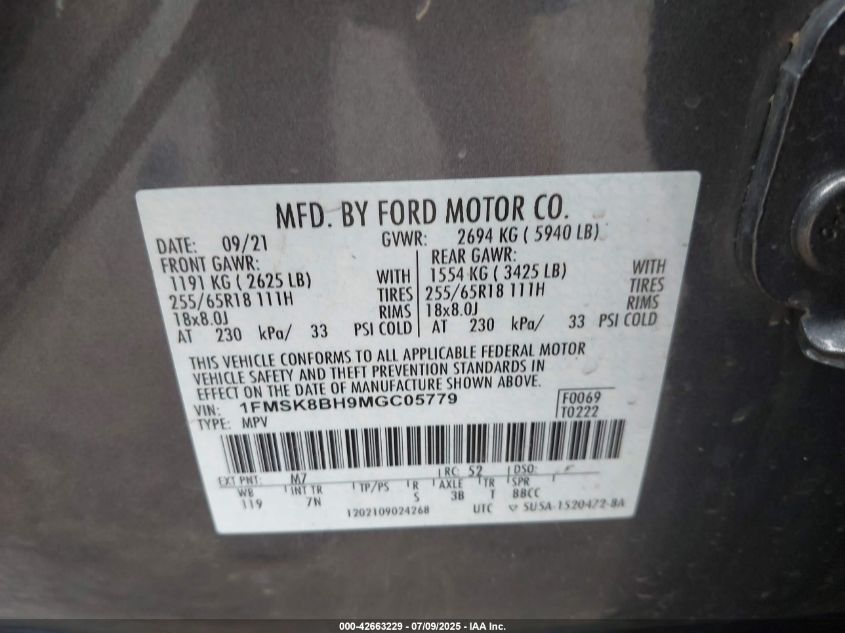 MFD. BY FORD MOTOR CO.
DATE: 09/21 GVWR: 2694 KG ( 5940 LB)
FRONT GAWR: REAR GAWR:
1191 KG ( 2625 LB) WITH 1554 KG ( 3425 LB) WITH
255/65R18 111H TIRES 255/65R18 111H TIRES
18x8.0J RIMS 18x8.0J RIMS
AT 230 kPa/ 33 PSI COLD AT 230 kPa/ 33 PSI COLD
THIS VEHICLE CONFORMS TO ALL APPLICABLE FEDERAL MOTOR
VEHICLE SAFETY AND THEFT PREVENTION STANDARDS IN
EFFECT ON THE DATE OF MANUFACTURE SHOWN ABOVE.
VIN: 1FMSK8BH9MGC05779 F0069
TYPE: MPV T0222
EXT PNT: M7 RC: 52 DSO:
WB INT TR TP/PS R AXLE TR SPR
119 7N S 3B T 8BCC
1202109024268 UTC 5U5A-1520472-BA
000-42663229 - 07/09/2025 - IAA Inc.